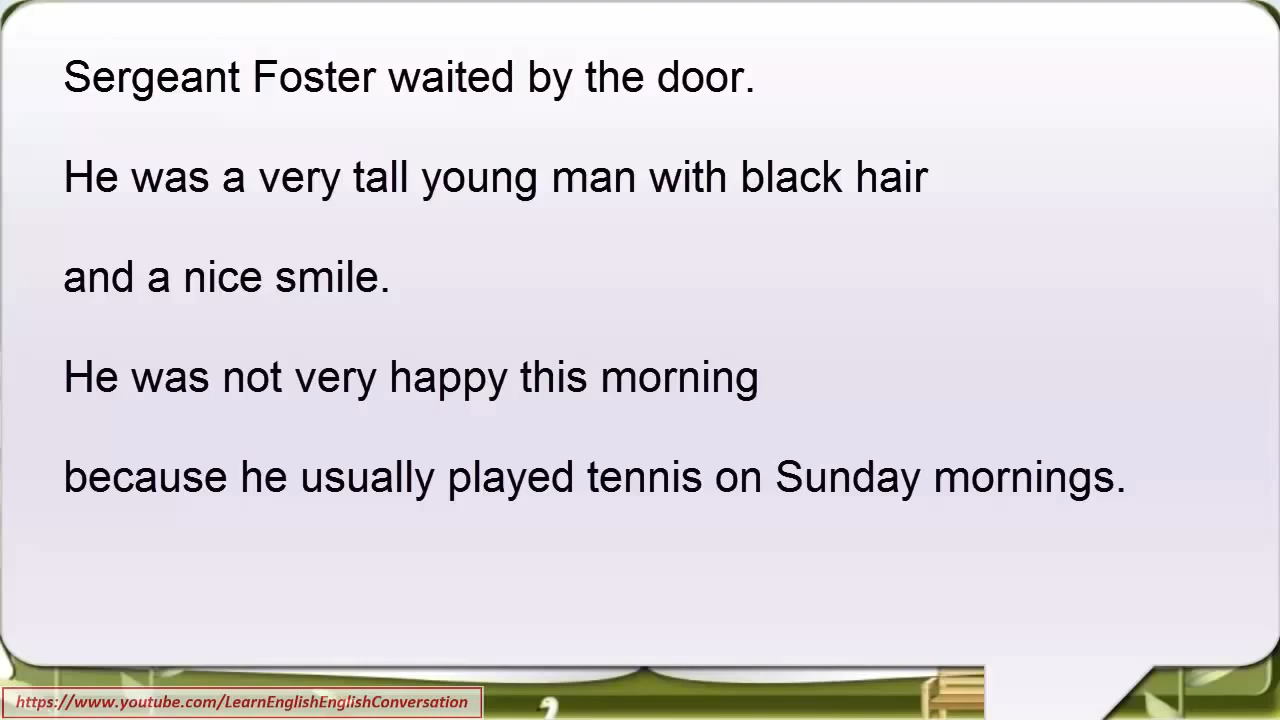 Sergeant Foster waited by the door.
He was a very tall young man with black hair
and a nice smile.
He was not very happy this morning
because he usually played tennis on Sunday mornings.
https://www.youtube.com/LearnEnglishEnglishConversation